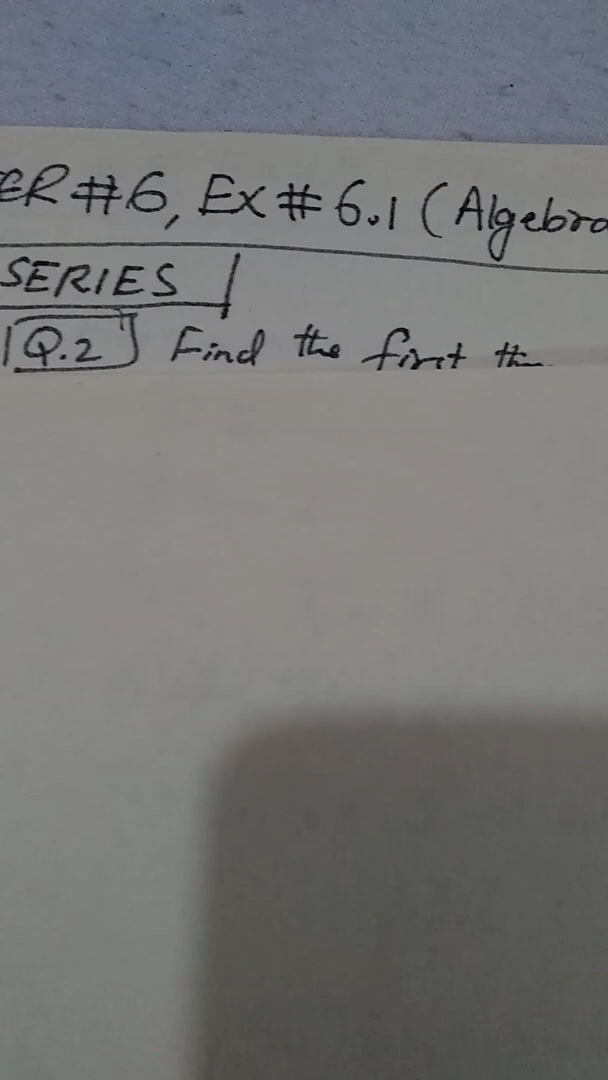 ER #6, Ex # 6.1 (Algebra
SERIES
Q.2 Find the first